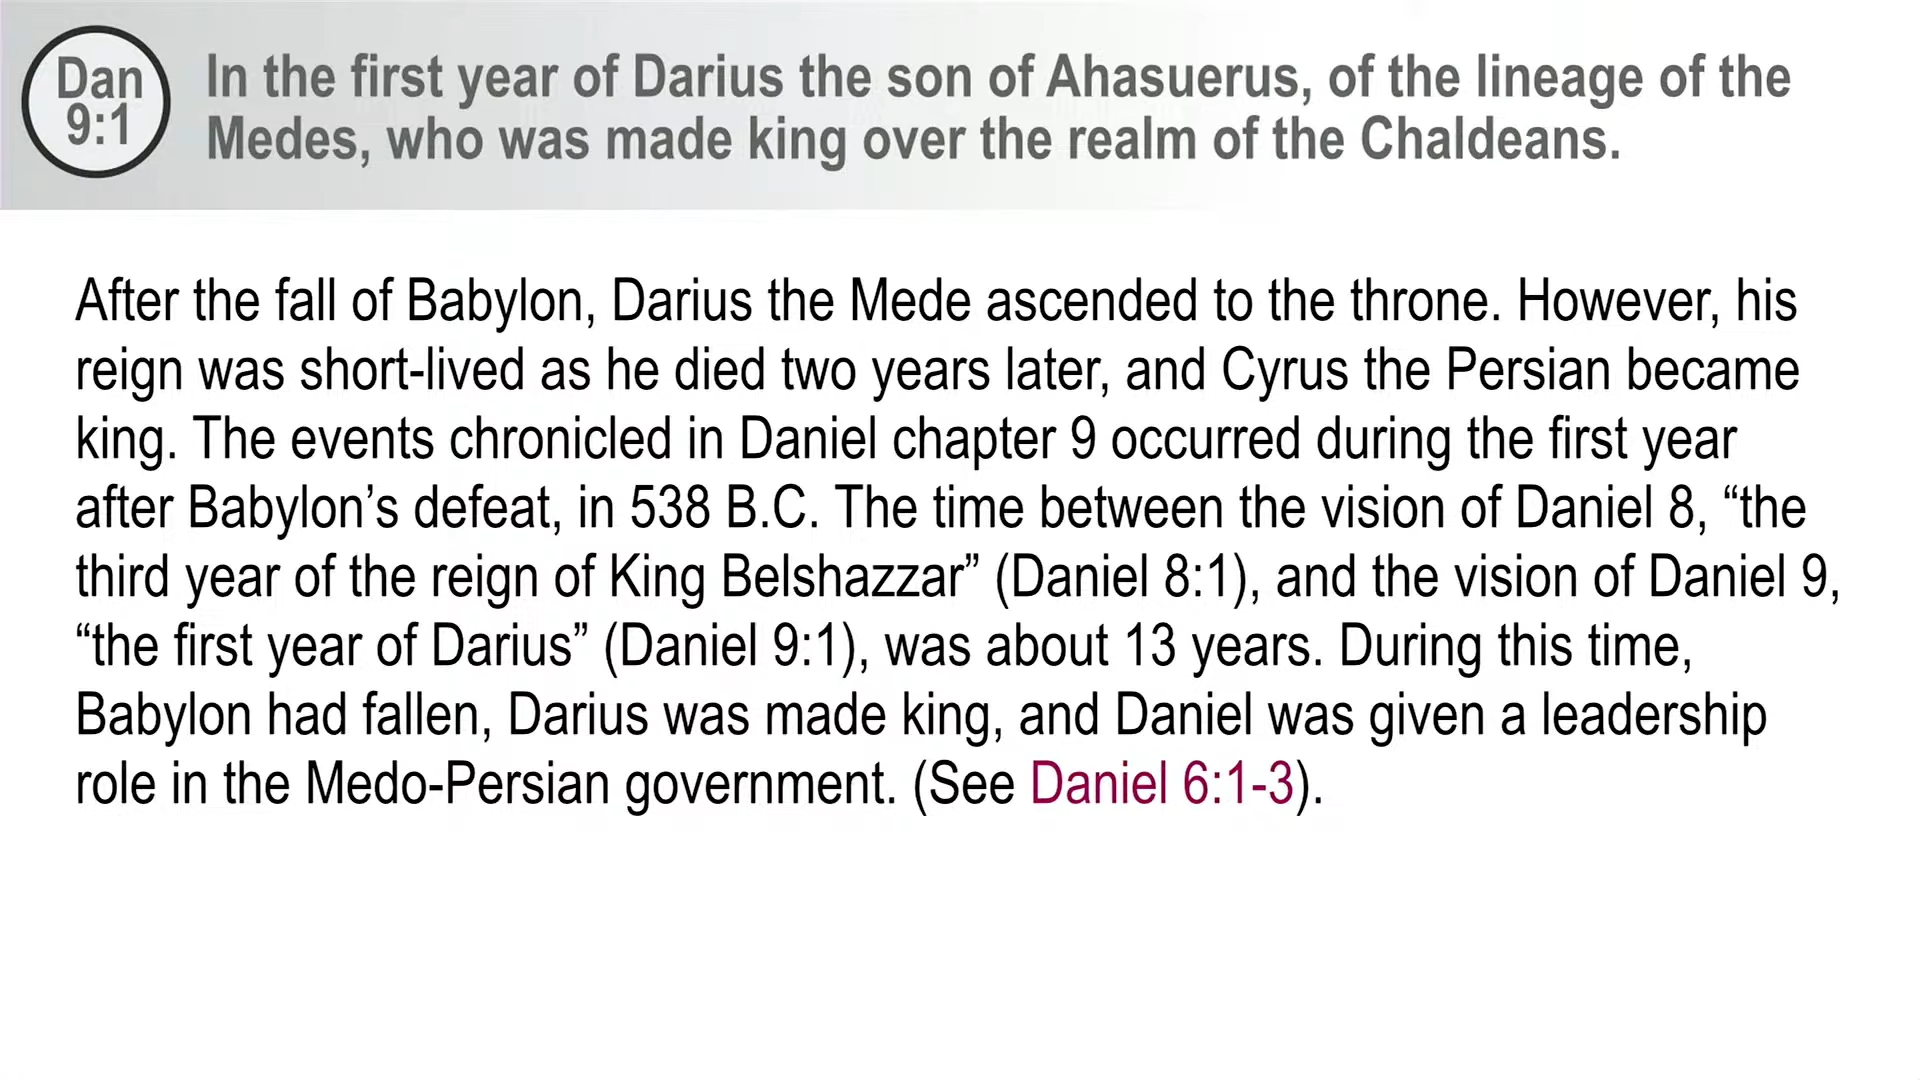 Dan
9:1
In the first year of Darius the son of Ahasuerus, of the lineage of the
Medes, who was made king over the realm of the Chaldeans.
After the fall of Babylon, Darius the Mede ascended to the throne. However, his
reign was short-lived as he died two years later, and Cyrus the Persian became
king. The events chronicled in Daniel chapter 9 occurred during the first year
after Babylon’s defeat, in 538 B.C. The time between the vision of Daniel 8, “the
third year of the reign of King Belshazzar” (Daniel 8:1), and the vision of Daniel 9,
“the first year of Darius” (Daniel 9:1), was about 13 years. During this time,
Babylon had fallen, Darius was made king, and Daniel was given a leadership
role in the Medo-Persian government. (See Daniel 6:1-3).